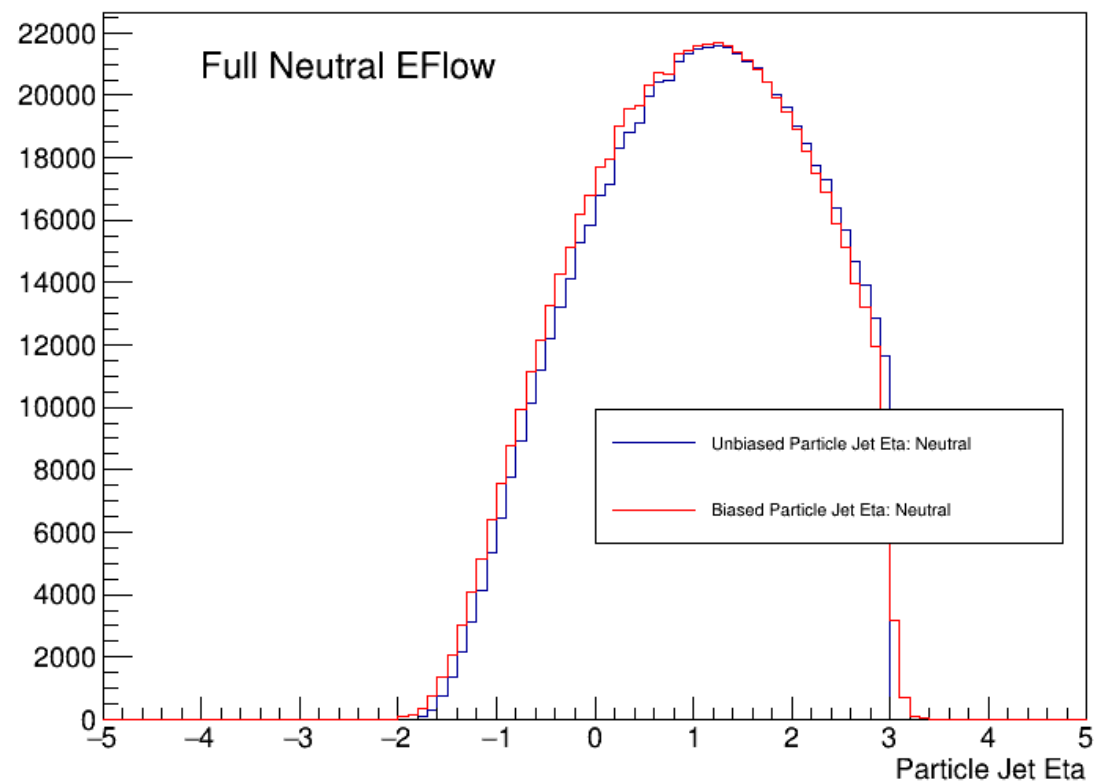 22000
Full Neutral EFlow
20000
18000
16000
14000
12000
10000
Unbiased Particle Jet Eta: Neutral
8000
Biased Particle Jet Eta: Neutral
6000
4000
2000
0
−5 −4 −3 −2 −1 0 1 2 3 4 5
Particle Jet Eta